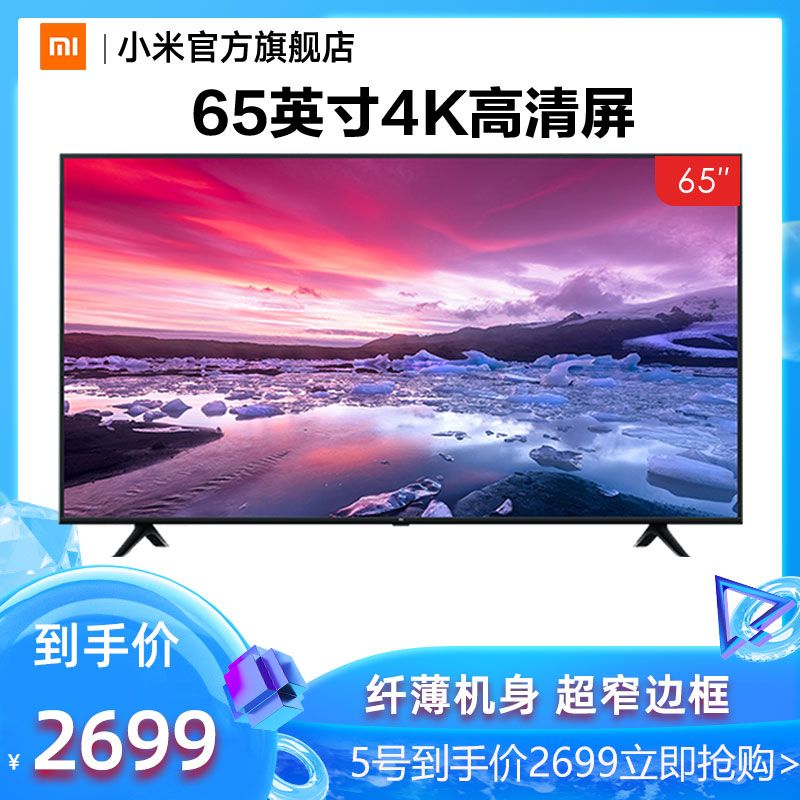 mi | 小米官方旗舰店
65英寸4K高清屏
65"
到手价
¥2699
纤薄机身 超窄边框
5号到手价2699立即抢购>